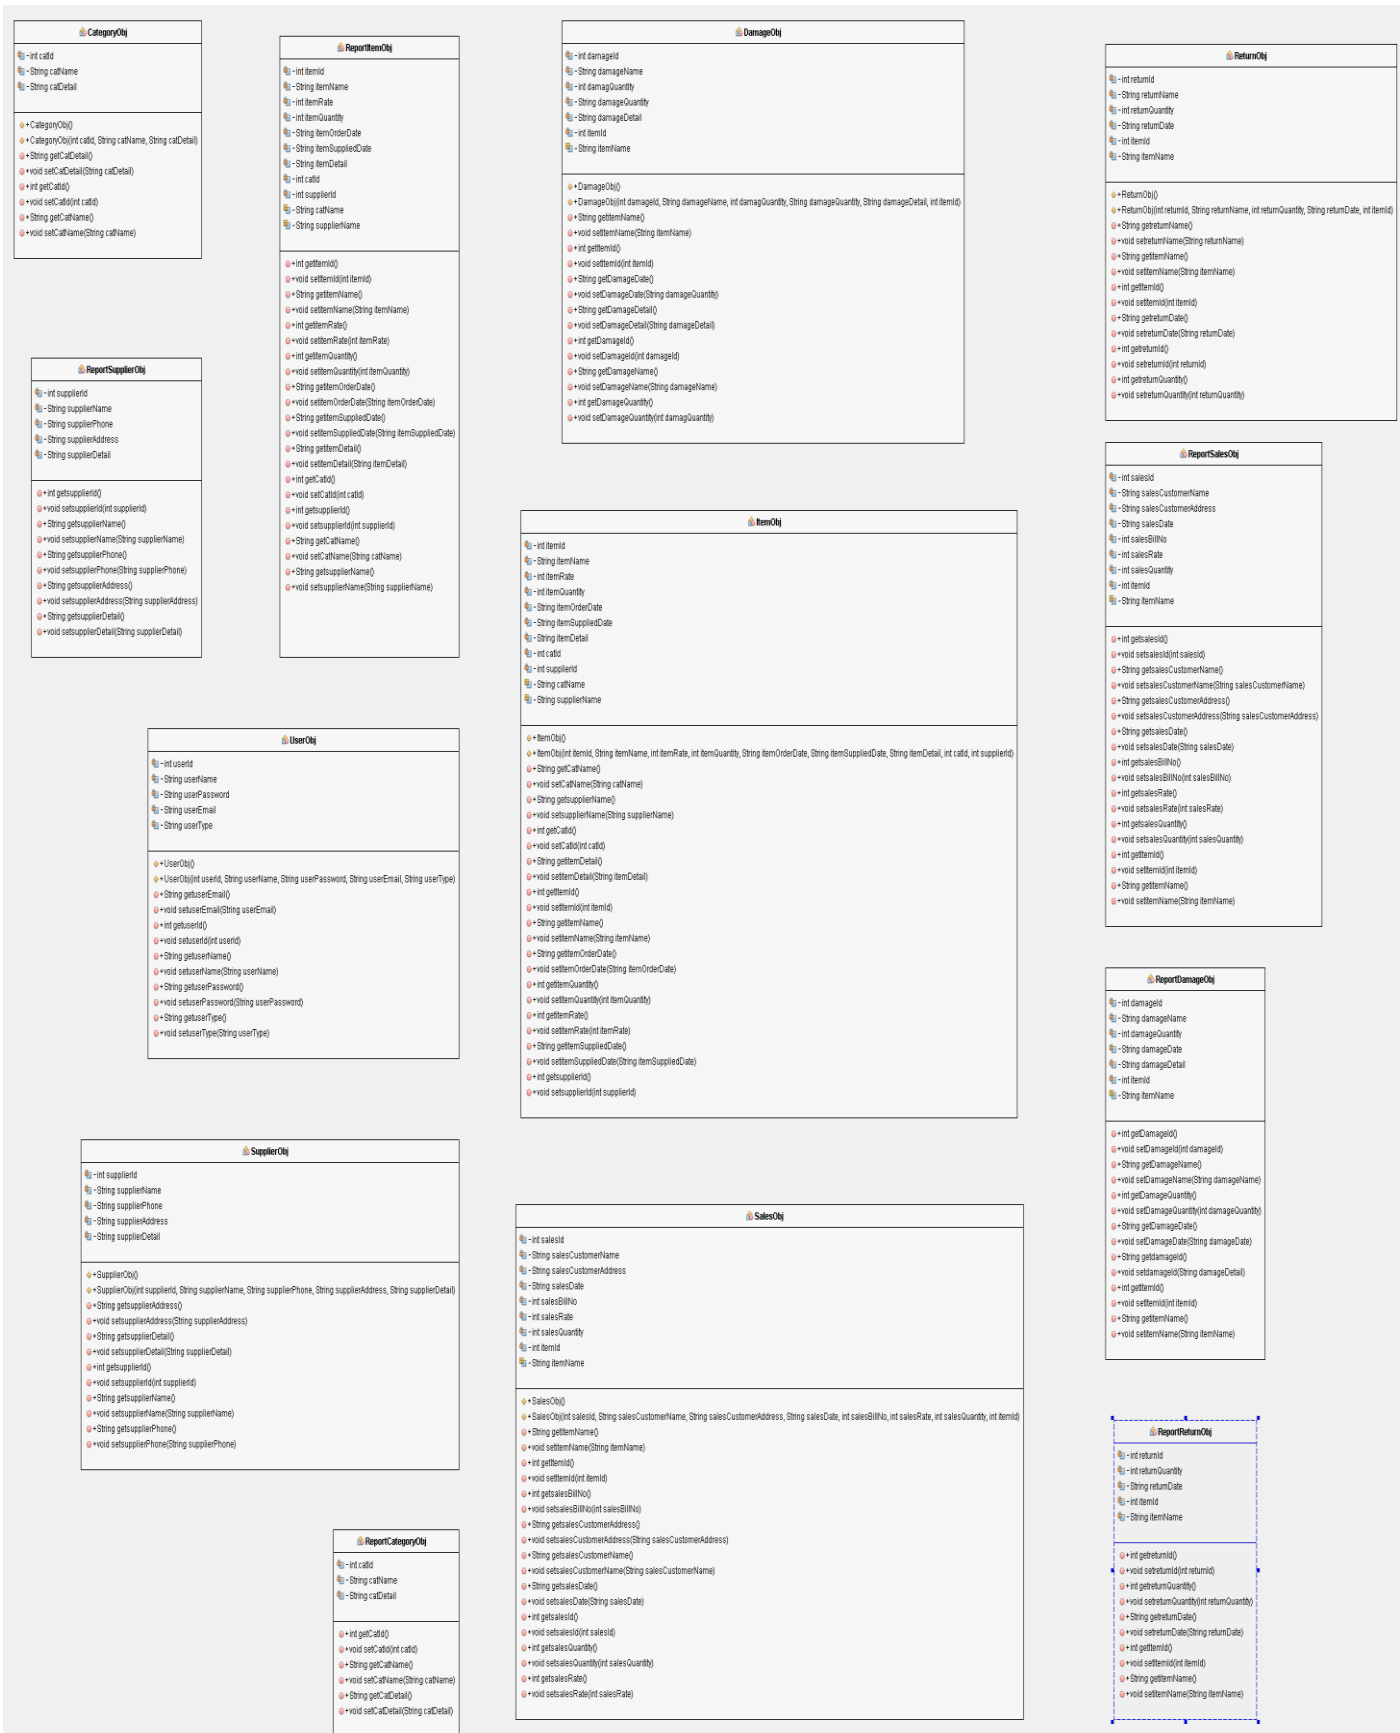 CategoryObj
- int catId
- String catName
- String catDetail
+ CategoryObj()
+ CategoryObj(int catId, String catName, String catDetail)
+ String getCatDetail()
+ void setCatDetail(String catDetail)
+ int getCatId()
+ void setCatId(int catId)
+ String getCatName()
+ void setCatName(String catName)
ReportItemObj
- int itemId
- String itemName
- int itemRate
- int itemQuantity
- String itemOrderDate
- String itemSuppliedDate
- String itemDetail
- int catId
- int supplierId
- String catName
- String supplierName
+ int getItemId()
+ void setItemId(int itemId)
+ String getitemName()
+ void setitemName(String itemName)
+ int getitemRate()
+ void setitemRate(int itemRate)
+ int getitemQuantity()
+ void setitemQuantity(int itemQuantity)
+ String getitemOrderDate()
+ void setitemOrderDate(String itemOrderDate)
+ String getitemSuppliedDate()
+ void setitemSuppliedDate(String itemSuppliedDate)
+ String getitemDetail()
+ void setitemDetail(String itemDetail)
+ int getCatId()
+ void setCatId(int catId)
+ int getsupplierId()
+ void setsupplierId(int supplierId)
+ String getCatName()
+ void setCatName(String catName)
+ String getsupplierName()
+ void setsupplierName(String supplierName)
DamageObj
- int damageId
- String damageName
- int damagQuantity
- String damageQuantity
- String damageDetail
- int itemId
- String itemName
+ DamageObj()
+ DamageObj(int damageId, String damageName, int damagQuantity, String damageQuantity, String damageDetail, int itemId)
+ String getitemName()
+ void setitemName(String itemName)
+ int getItemId()
+ void setItemId(int itemId)
+ String getDamageDate()
+ void setDamageDate(String damageQuantity)
+ String getDamageDetail()
+ void setDamageDetail(String damageDetail)
+ int getDamageId()
+ void setDamageId(int damageId)
+ String getDamageName()
+ void setDamageName(String damageName)
+ int getDamageQuantity()
+ void setDamageQuantity(int damagQuantity)
ReturnObj
- int returnId
- String returnName
- int returnQuantity
- String returnDate
- int itemId
- String itemName
+ ReturnObj()
+ ReturnObj(int returnId, String returnName, int returnQuantity, String returnDate, int itemId)
+ String getreturnName()
+ void setreturnName(String returnName)
+ String getitemName()
+ void setitemName(String itemName)
+ int getItemId()
+ void setItemId(int itemId)
+ String getreturnDate()
+ void setreturnDate(String returnDate)
+ int getreturnId()
+ void setreturnId(int returnId)
+ int getreturnQuantity()
+ void setreturnQuantity(int returnQuantity)
ReportSupplierObj
- int supplierId
- String supplierName
- String supplierPhone
- String supplierAddress
- String supplierDetail
+ int getsupplierId()
+ void setsupplierId(int supplierId)
+ String getsupplierName()
+ void setsupplierName(String supplierName)
+ String getsupplierPhone()
+ void setsupplierPhone(String supplierPhone)
+ String getsupplierAddress()
+ void setsupplierAddress(String supplierAddress)
+ String getsupplierDetail()
+ void setsupplierDetail(String supplierDetail)
ReportSalesObj
- int salesId
- String salesCustomerName
- String salesCustomerAddress
- String salesDate
- int salesBillNo
- int salesRate
- int salesQuantity
- int itemId
- String itemName
+ int getsalesId()
+ void setsalesId(int salesId)
+ String getsalesCustomerName()
+ void setsalesCustomerName(String salesCustomerName)
+ String getsalesCustomerAddress()
+ void setsalesCustomerAddress(String salesCustomerAddress)
+ String getsalesDate()
+ void setsalesDate(String salesDate)
+ int getsalesBillNo()
+ void setsalesBillNo(int salesBillNo)
+ int getsalesRate()
+ void setsalesRate(int salesRate)
+ int getsalesQuantity()
+ void setsalesQuantity(int salesQuantity)
+ int getItemId()
+ void setItemId(int itemId)
+ String getitemName()
+ void setitemName(String itemName)
ItemObj
- int itemId
- String itemName
- int itemRate
- int itemQuantity
- String itemOrderDate
- String itemSuppliedDate
- String itemDetail
- int catId
- int supplierId
- String catName
- String supplierName
+ ItemObj()
+ ItemObj(int itemId, String itemName, int itemRate, int itemQuantity, String itemOrderDate, String itemSuppliedDate, String itemDetail, int catId, int supplierId)
+ String getCatName()
+ void setCatName(String catName)
+ String getsupplierName()
+ void setsupplierName(String supplierName)
+ int getCatId()
+ void setCatId(int catId)
+ String getitemDetail()
+ void setitemDetail(String itemDetail)
+ int getItemId()
+ void setItemId(int itemId)
+ String getitemName()
+ void setitemName(String itemName)
+ String getitemOrderDate()
+ void setitemOrderDate(String itemOrderDate)
+ int getitemQuantity()
+ void setitemQuantity(int itemQuantity)
+ int getitemRate()
+ void setitemRate(int itemRate)
+ String getitemSuppliedDate()
+ void setitemSuppliedDate(String itemSuppliedDate)
+ int getsupplierId()
+ void setsupplierId(int supplierId)
UserObj
- int userId
- String userName
- String userPassword
- String userEmail
- String userType
+ UserObj()
+ UserObj(int userId, String userName, String userPassword, String userEmail, String userType)
+ String getuserEmail()
+ void setuserEmail(String userEmail)
+ int getuserId()
+ void setuserId(int userId)
+ String getuserName()
+ void setuserName(String userName)
+ String getuserPassword()
+ void setuserPassword(String userPassword)
+ String getuserType()
+ void setuserType(String userType)
ReportDamageObj
- int damageId
- String damageName
- int damageQuantity
- String damageDate
- String damageDetail
- int itemId
- String itemName
+ int getDamageId()
+ void setDamageId(int damageId)
+ String getDamageName()
+ void setDamageName(String damageName)
+ int getDamageQuantity()
+ void setDamageQuantity(int damageQuantity)
+ String getDamageDate()
+ void setDamageDate(String damageDate)
+ String getdamageId()
+ void setdamageId(String damageDetail)
+ int getItemId()
+ void setItemId(int itemId)
+ String getitemName()
+ void setitemName(String itemName)
SupplierObj
- int supplierId
- String supplierName
- String supplierPhone
- String supplierAddress
- String supplierDetail
+ SupplierObj()
+ SupplierObj(int supplierId, String supplierName, String supplierPhone, String supplierAddress, String supplierDetail)
+ String getsupplierAddress()
+ void setsupplierAddress(String supplierAddress)
+ String getsupplierDetail()
+ void setsupplierDetail(String supplierDetail)
+ int getsupplierId()
+ void setsupplierId(int supplierId)
+ String getsupplierName()
+ void setsupplierName(String supplierName)
+ String getsupplierPhone()
+ void setsupplierPhone(String supplierPhone)
SalesObj
- int salesId
- String salesCustomerName
- String salesCustomerAddress
- String salesDate
- int salesBillNo
- int salesRate
- int salesQuantity
- int itemId
- String itemName
+ SalesObj()
+ SalesObj(int salesId, String salesCustomerName, String salesCustomerAddress, String salesDate, int salesBillNo, int salesRate, int salesQuantity, int itemId)
+ String getitemName()
+ void setitemName(String itemName)
+ int getItemId()
+ void setItemId(int itemId)
+ int getsalesBillNo()
+ void setsalesBillNo(int salesBillNo)
+ String getsalesCustomerAddress()
+ void setsalesCustomerAddress(String salesCustomerAddress)
+ String getsalesCustomerName()
+ void setsalesCustomerName(String salesCustomerName)
+ String getsalesDate()
+ void setsalesDate(String salesDate)
+ int getsalesId()
+ void setsalesId(int salesId)
+ int getsalesQuantity()
+ void setsalesQuantity(int salesQuantity)
+ int getsalesRate()
+ void setsalesRate(int salesRate)
ReportReturnObj
- int returnId
- int returnQuantity
- String returnDate
- int itemId
- String itemName
+ int getreturnId()
+ void setreturnId(int returnId)
+ int getreturnQuantity()
+ void setreturnQuantity(int returnQuantity)
+ String getreturnDate()
+ void setreturnDate(String returnDate)
+ int getItemId()
+ void setItemId(int itemId)
+ String getitemName()
+ void setitemName(String itemName)
ReportCategoryObj
- int catId
- String catName
- String catDetail
+ int getCatId()
+ void setCatId(int catId)
+ String getCatName()
+ void setCatName(String catName)
+ String getCatDetail()
+ void setCatDetail(String catDetail)